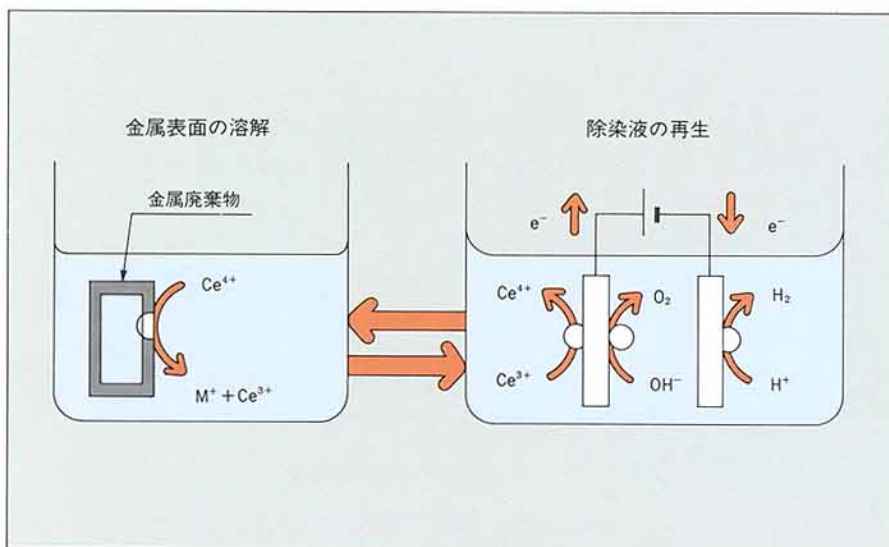 金属表面の溶解
金属廃棄物
Ce⁴⁺
M⁺＋Ce³⁺
除染液の再生
e⁻
e⁻
Ce⁴⁺
O₂
H₂
Ce³⁺
OH⁻
H⁺